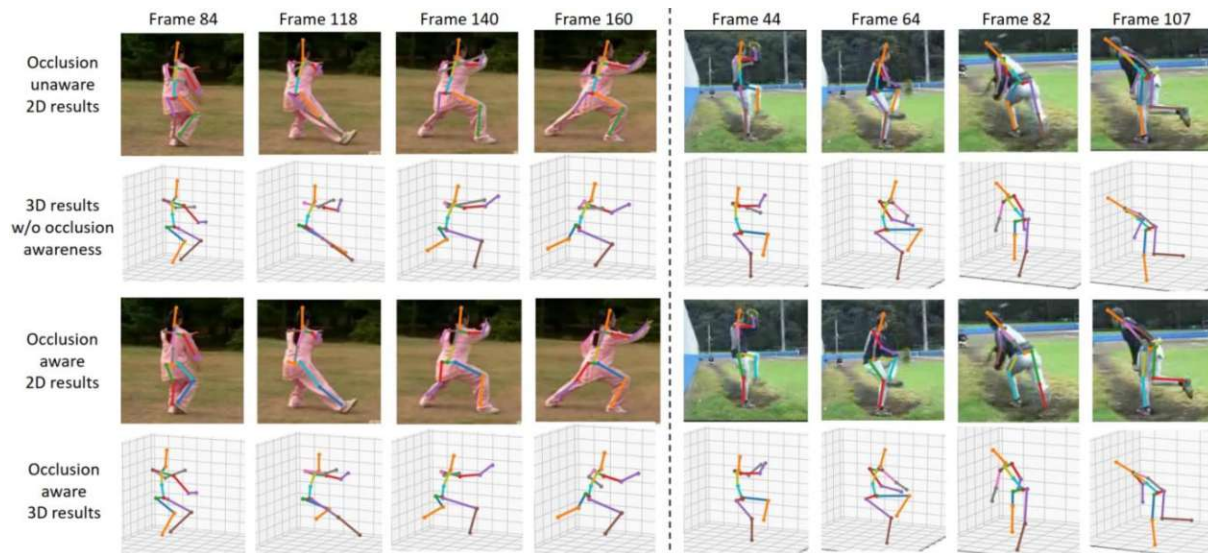 Frame 84
Frame 118
Frame 140
Frame 160
Frame 44
Frame 64
Frame 82
Frame 107
Occlusion
unaware
2D results
3D results
w/o occlusion
awareness
Occlusion
aware
2D results
Occlusion
aware
3D results